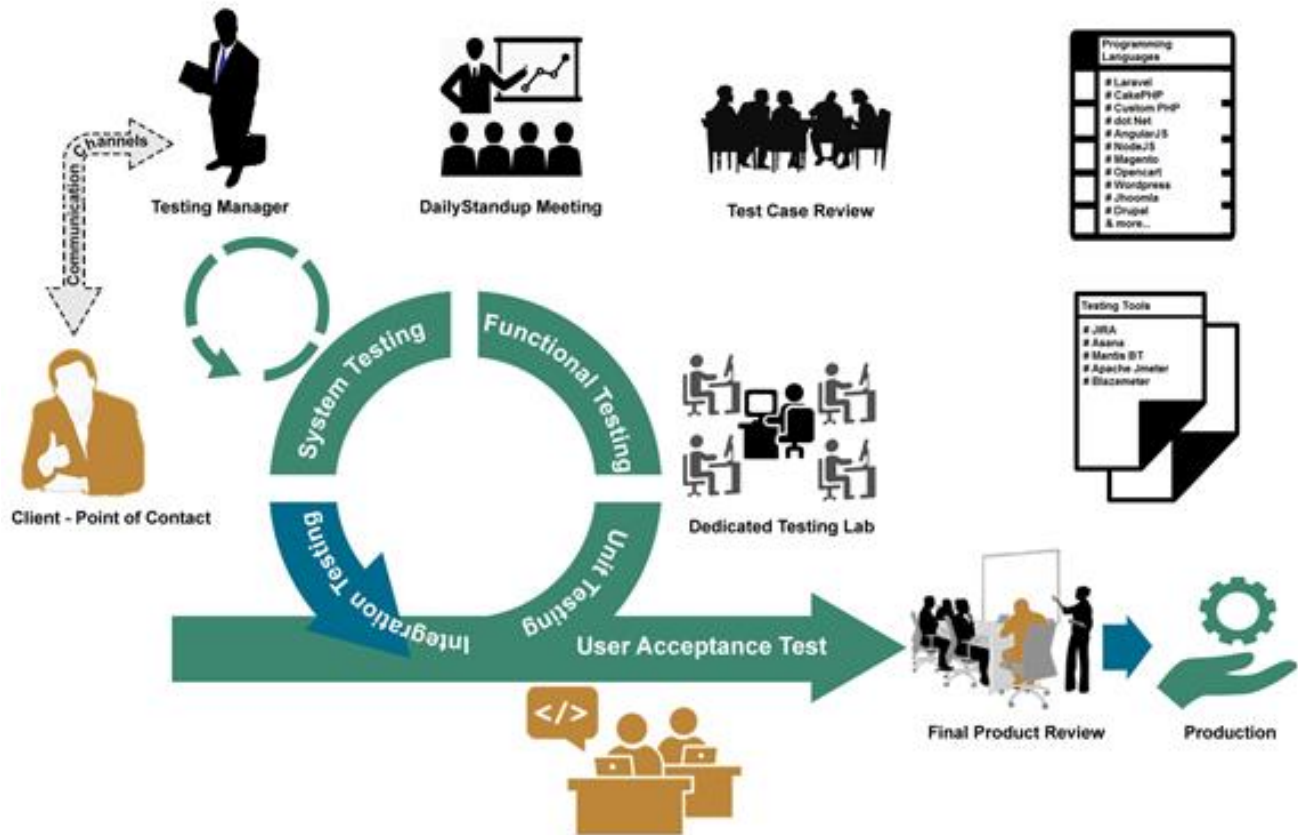 Communication Channels
Testing Manager
DailyStandup Meeting
Test Case Review
Programming
Languages
# Laravel
# CakePHP
# Custom PHP
# dot Net
# AngularJS
# NodeJS
# Magento
# Opencart
# Wordpress
# Jhoomla
# Drupal
& more...
Client - Point of Contact
System Testing
Functional Testing
Integration Testing
Unit Testing
Dedicated Testing Lab
Testing Tools
# JIRA
# Asana
# Mantis BT
# Apache Jmeter
# Blazemeter
User Acceptance Test
</>
Final Product Review
Production